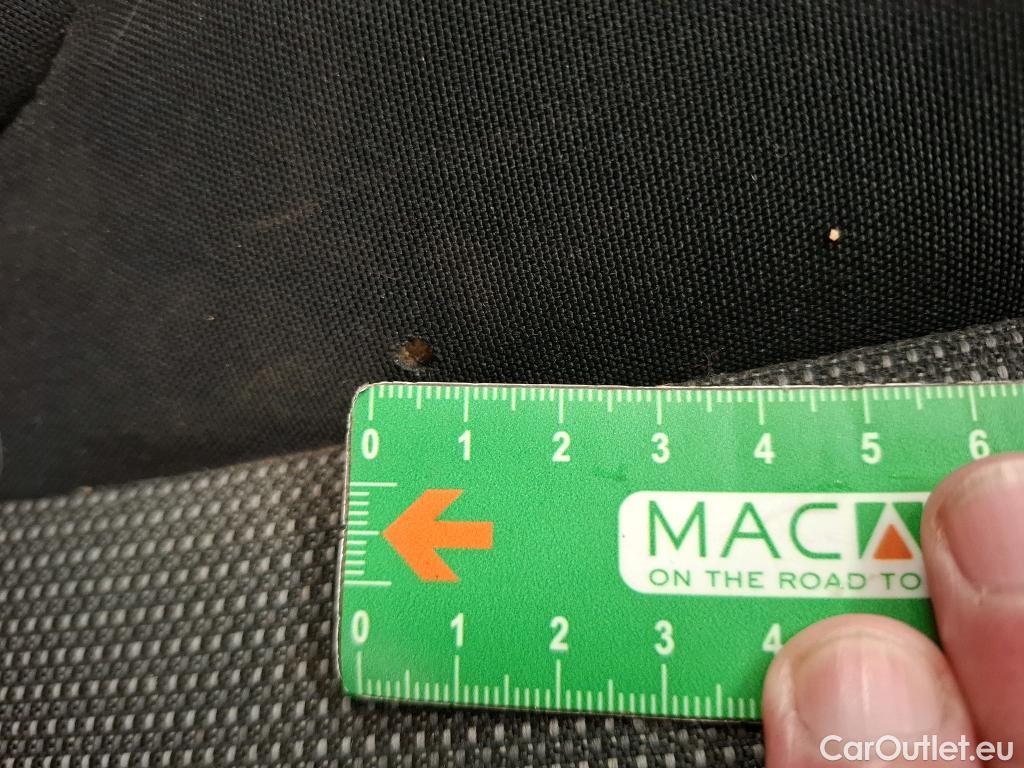 0 1 2 3 4 5 6
MAC
ON THE ROAD TO
0 1 2 3 4
CarOutlet.eu